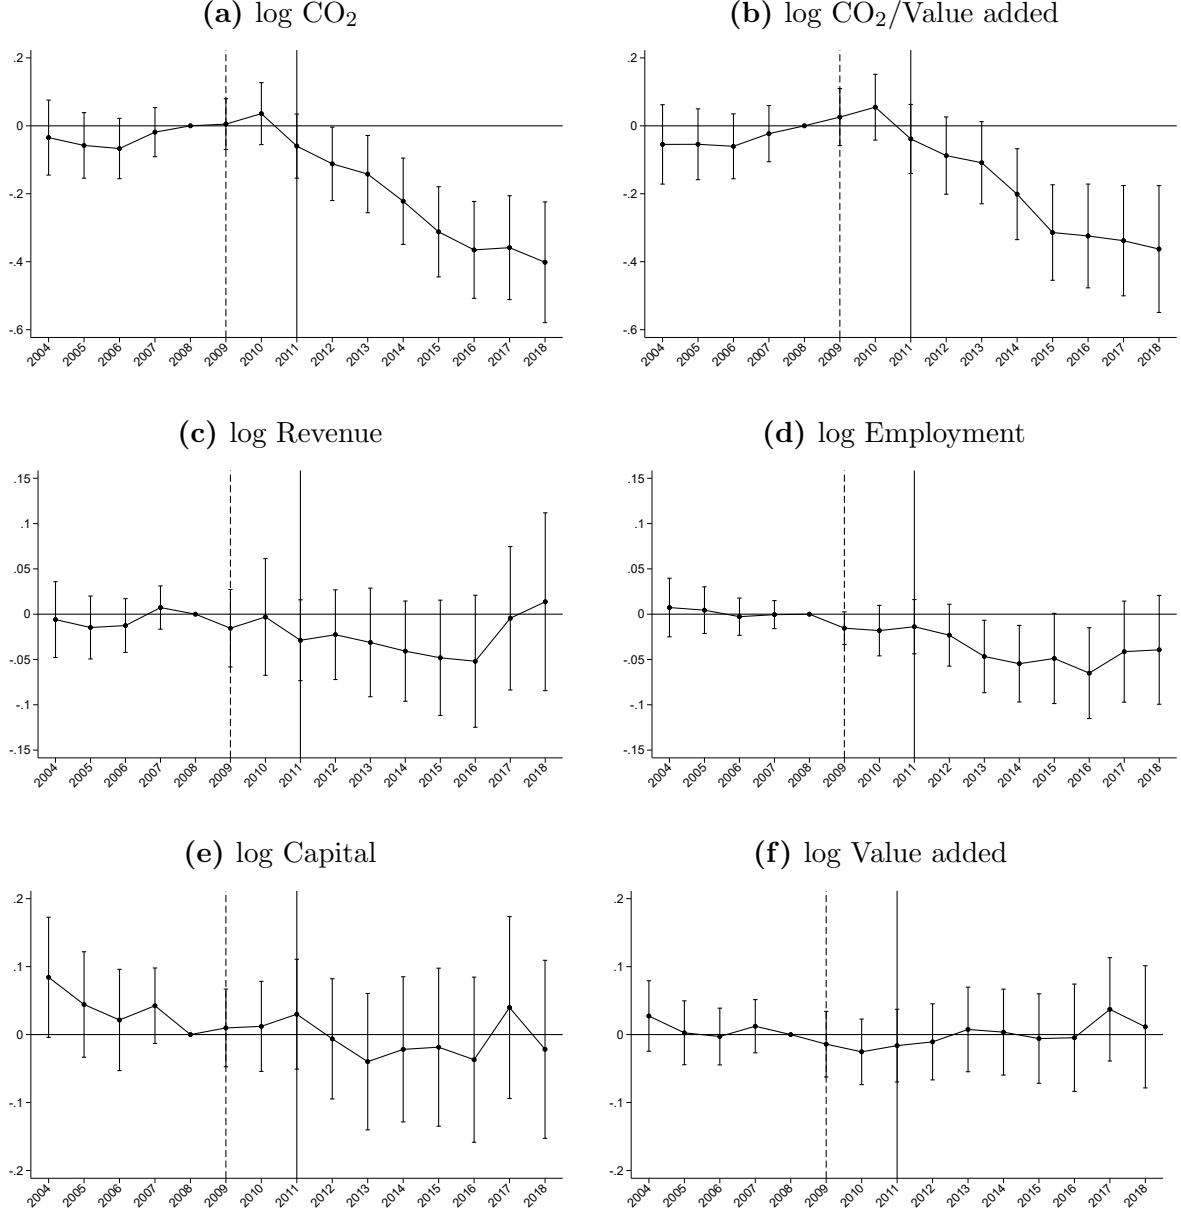 (a) log CO₂
.2
0
-.2
-.4
-.6
2004 2005 2006 2007 2008 2009 2010 2011 2012 2013 2014 2015 2016 2017 2018
(b) log CO₂/Value added
.2
0
-.2
-.4
-.6
2004 2005 2006 2007 2008 2009 2010 2011 2012 2013 2014 2015 2016 2017 2018
(c) log Revenue
.15
.1
.05
0
-.05
-.1
-.15
2004 2005 2006 2007 2008 2009 2010 2011 2012 2013 2014 2015 2016 2017 2018
(d) log Employment
.15
.1
.05
0
-.05
-.1
-.15
2004 2005 2006 2007 2008 2009 2010 2011 2012 2013 2014 2015 2016 2017 2018
(e) log Capital
.2
.1
0
-.1
-.2
2004 2005 2006 2007 2008 2009 2010 2011 2012 2013 2014 2015 2016 2017 2018
(f) log Value added
.2
.1
0
-.1
-.2
2004 2005 2006 2007 2008 2009 2010 2011 2012 2013 2014 2015 2016 2017 2018